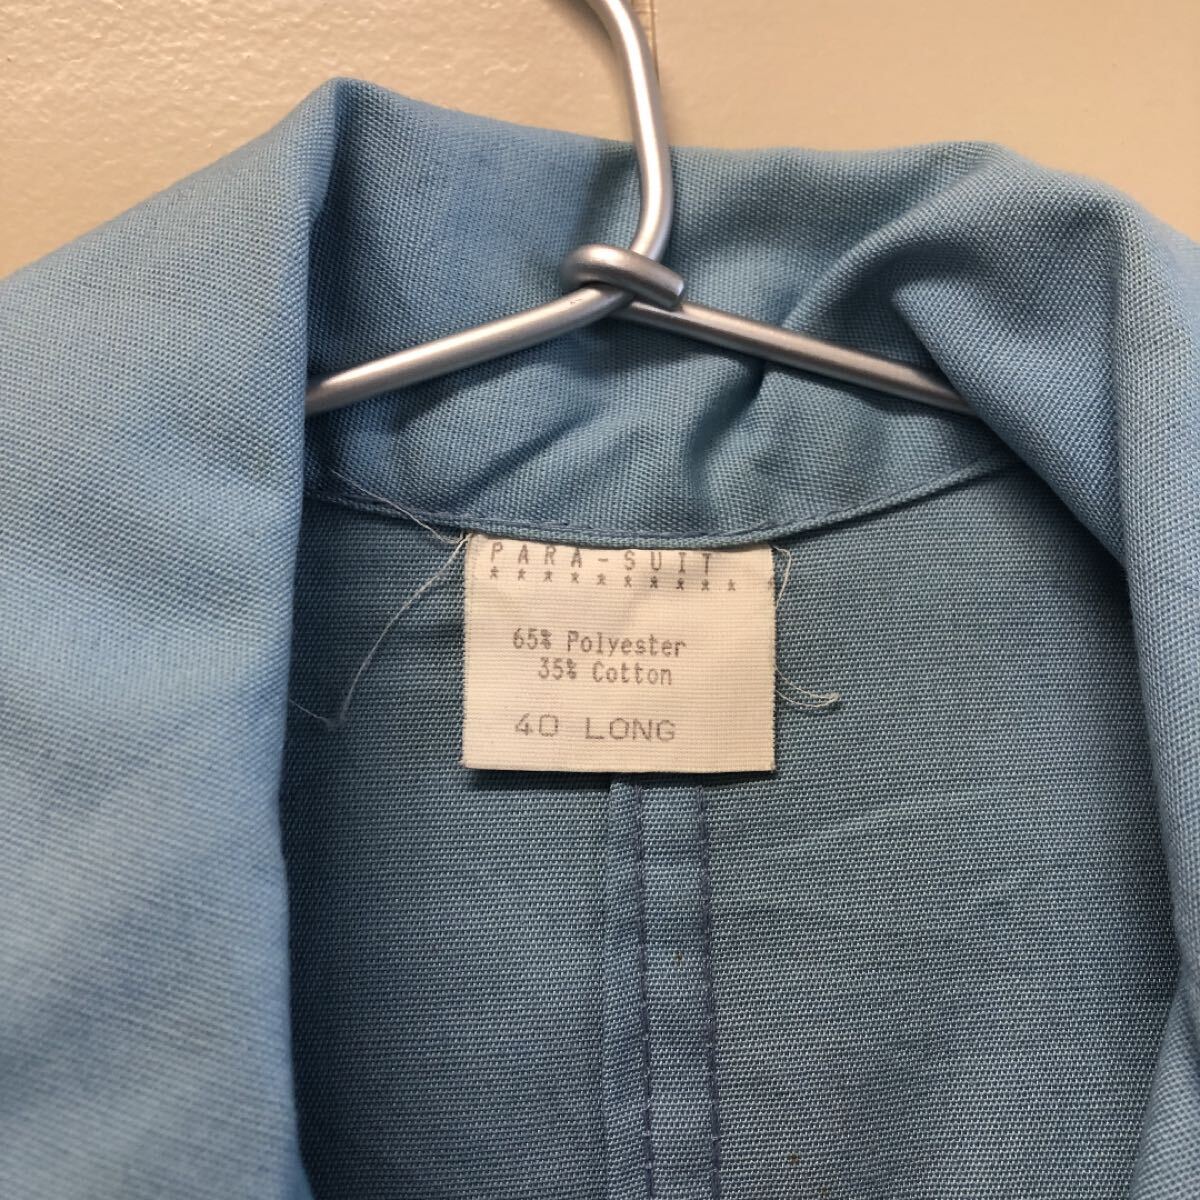 PARA-SUIT
* * * * * * * * * * *
65% Polyester
35% Cotton
40 LONG